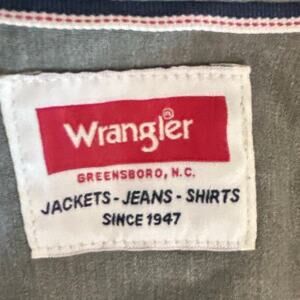 Wrangler®
GREENSBORO, N.C.
JACKETS - JEANS - SHIRTS
SINCE 1947